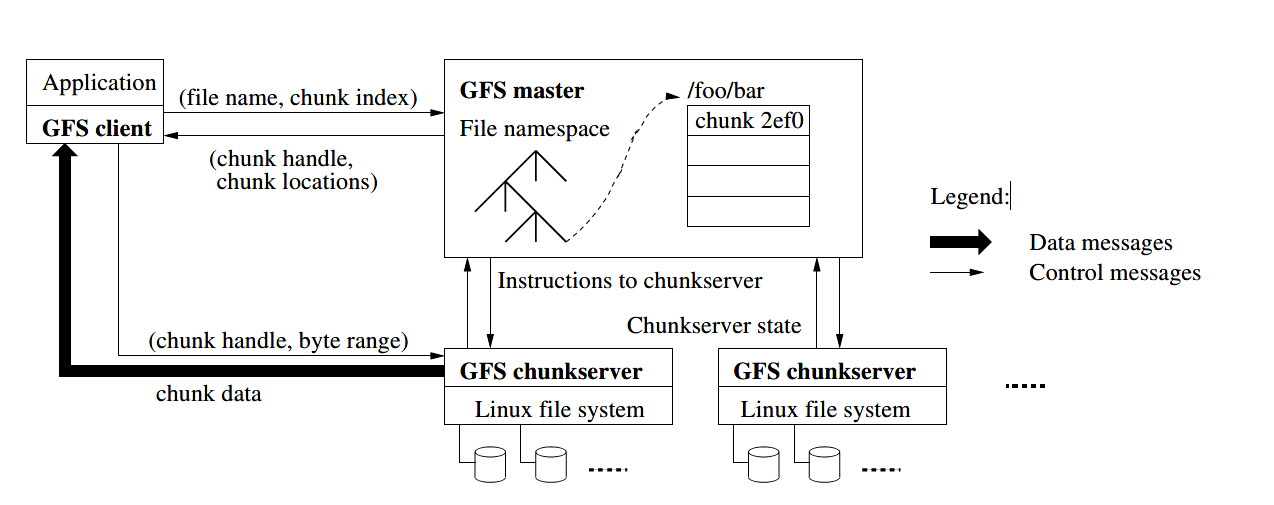 Application
GFS client
(file name, chunk index)
(chunk handle,
chunk locations)
GFS master
File namespace
/foo/bar
chunk 2ef0
Legend:
Data messages
Control messages
Instructions to chunkserver
Chunkserver state
(chunk handle, byte range)
chunk data
GFS chunkserver
Linux file system
GFS chunkserver
Linux file system